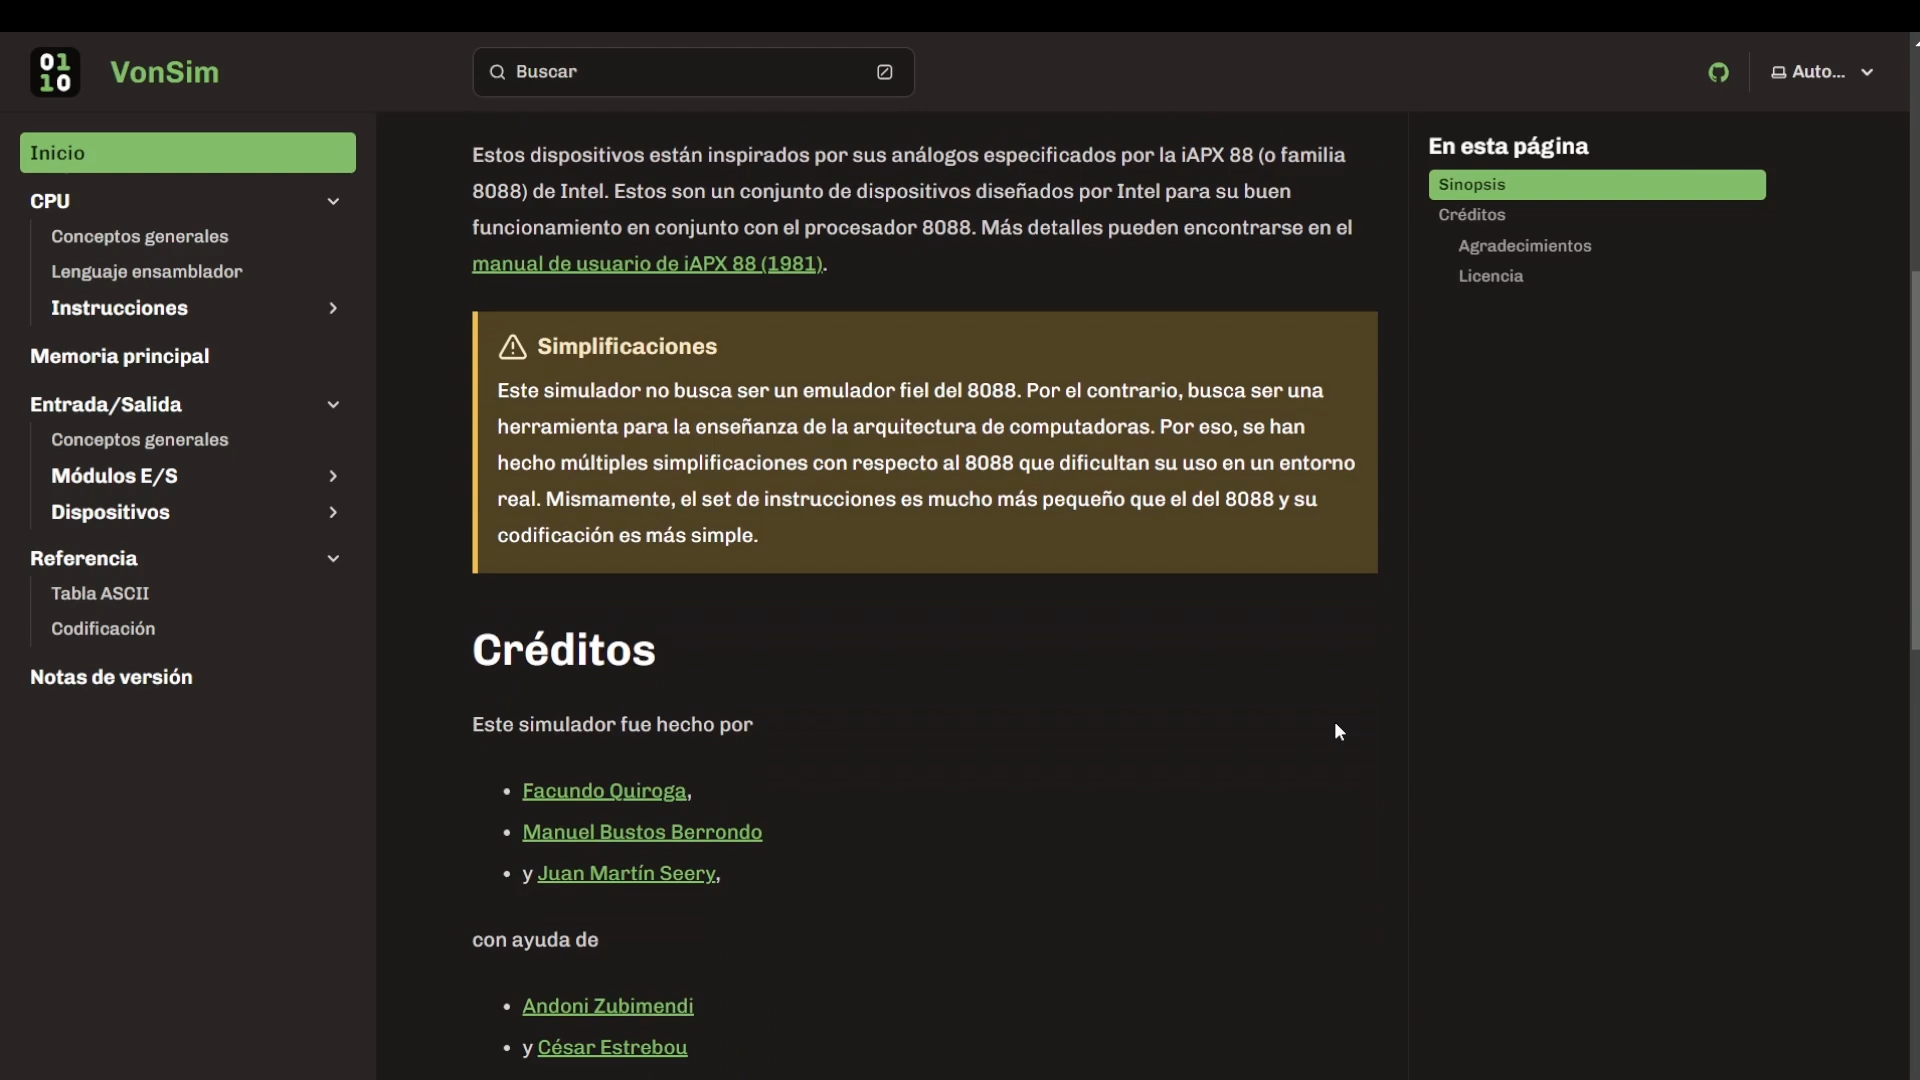 01
10
VonSim
Buscar
Auto...
Inicio
CPU
Conceptos generales
Lenguaje ensamblador
Instrucciones
Memoria principal
Entrada/Salida
Conceptos generales
Módulos E/S
Dispositivos
Referencia
Tabla ASCII
Codificación
Notas de versión
Estos dispositivos están inspirados por sus análogos especificados por la iAPX 88 (o familia
8088) de Intel. Estos son un conjunto de dispositivos diseñados por Intel para su buen
funcionamiento en conjunto con el procesador 8088. Más detalles pueden encontrarse en el
manual de usuario de iAPX 88 (1981).
Simplificaciones
Este simulador no busca ser un emulador fiel del 8088. Por el contrario, busca ser una
herramienta para la enseñanza de la arquitectura de computadoras. Por eso, se han
hecho múltiples simplificaciones con respecto al 8088 que dificultan su uso en un entorno
real. Mismamente, el set de instrucciones es mucho más pequeño que el del 8088 y su
codificación es más simple.
Créditos
Este simulador fue hecho por
• Facundo Quiroga,
• Manuel Bustos Berrondo
• y Juan Martín Seery,
con ayuda de
• Andoni Zubimendi
• y César Estrebou
En esta página
Sinopsis
Créditos
Agradecimientos
Licencia